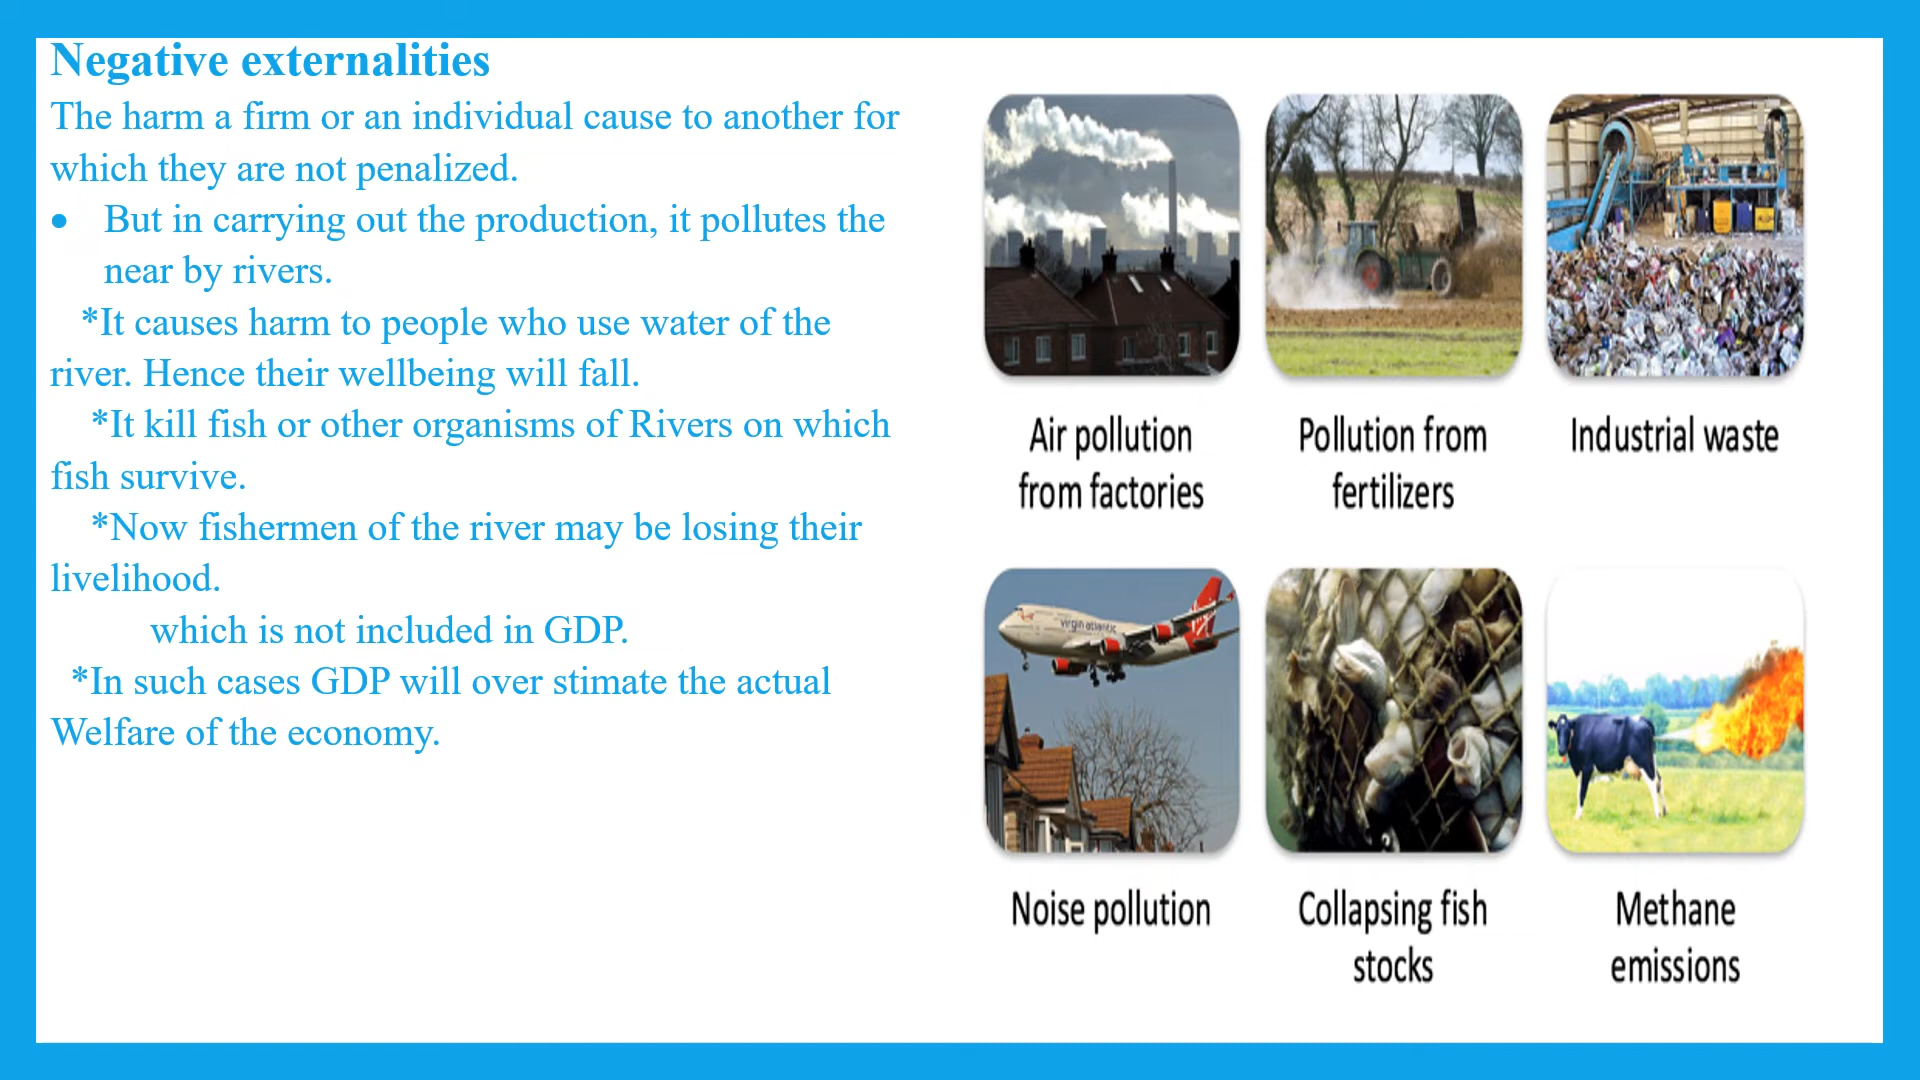 Negative externalities
The harm a firm or an individual cause to another for
which they are not penalized.
• But in carrying out the production, it pollutes the
near by rivers.
*It causes harm to people who use water of the
river. Hence their wellbeing will fall.
*It kill fish or other organisms of Rivers on which
fish survive.
*Now fishermen of the river may be losing their
livelihood.
which is not included in GDP.
*In such cases GDP will over stimate the actual
Welfare of the economy.
Air pollution
from factories
Pollution from
fertilizers
Industrial waste
virgin atlantic
Noise pollution
Collapsing fish
stocks
Methane
emissions